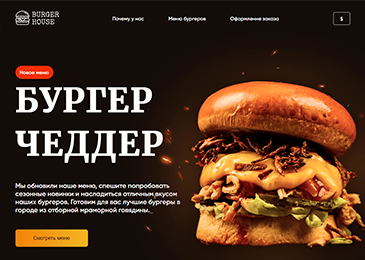 BURGER
HOUSE
Почему у нас
Меню бургеров
Оформление заказа
$
Новое меню
БУРГЕР
ЧЕДДЕР
Мы обновили наше меню, спешите попробовать
сезонные новинки и насладиться отличным вкусом
наших бургеров. Готовим для вас лучшие бургеры в
городе из отборной мраморной говядины.
Смотреть меню